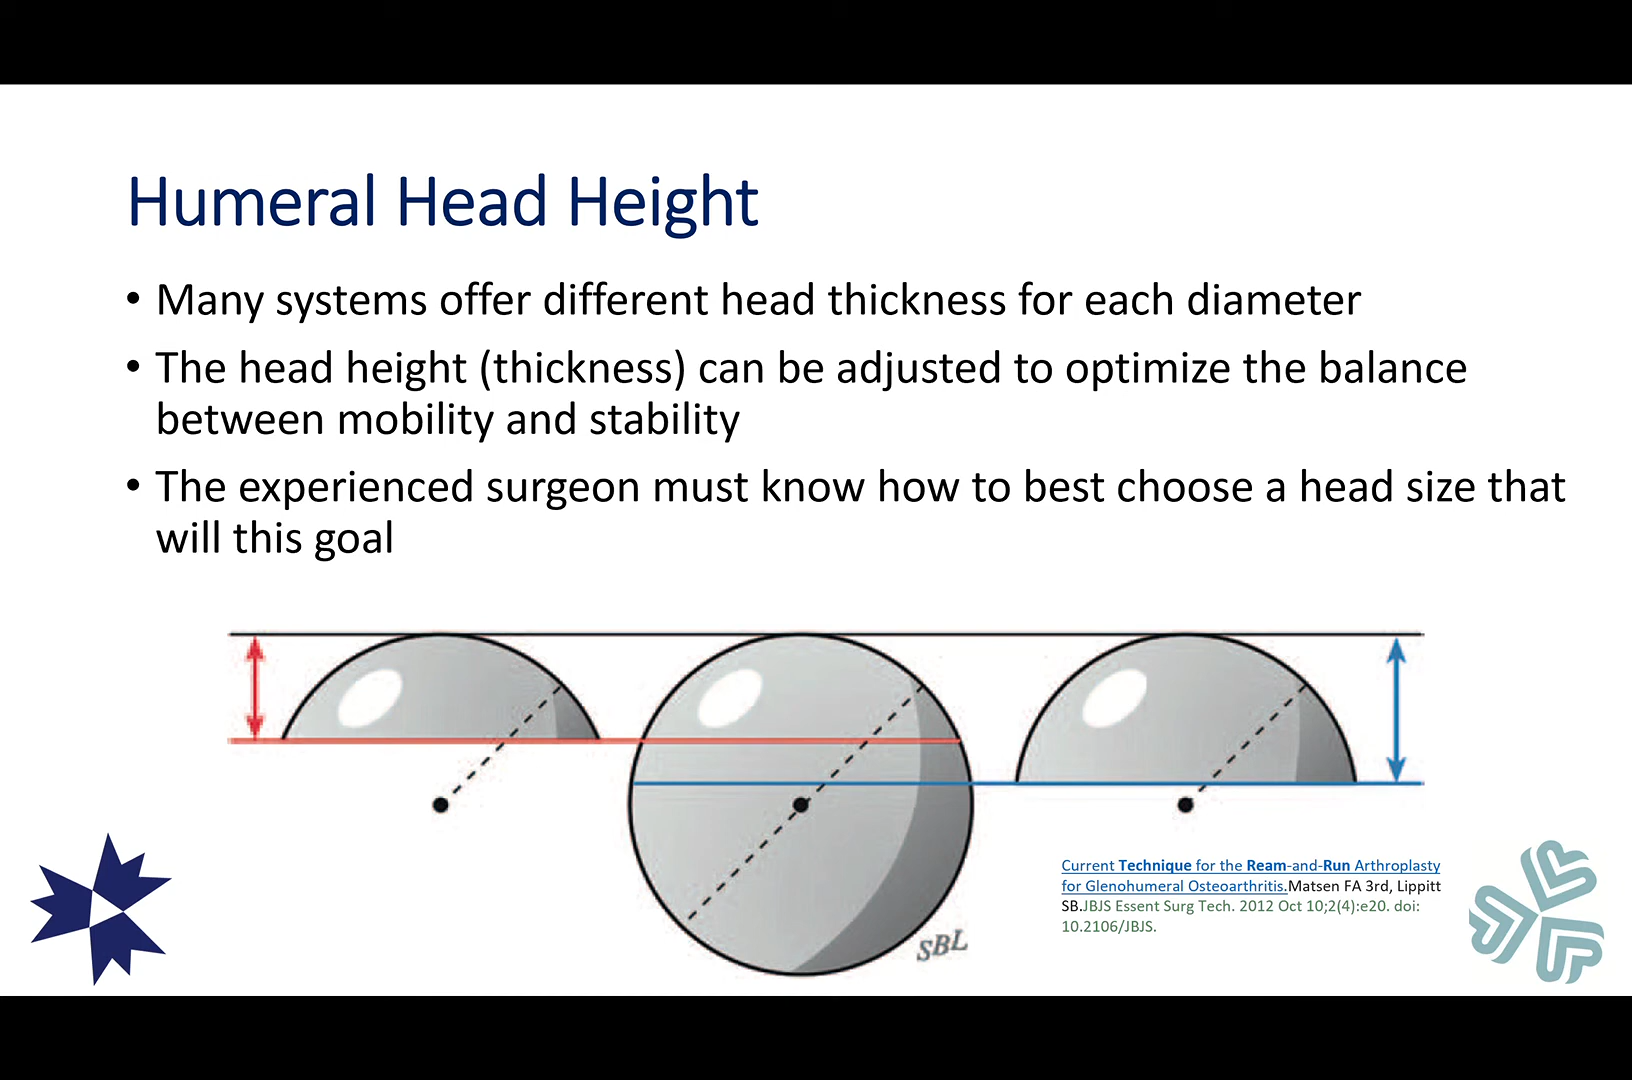 Humeral Head Height
• Many systems offer different head thickness for each diameter
• The head height (thickness) can be adjusted to optimize the balance
between mobility and stability
• The experienced surgeon must know how to best choose a head size that
will this goal
Current Technique for the Ream-and-Run Arthroplasty
for Glenohumeral Osteoarthritis.Matsen FA 3rd, Lippitt
SB.JBJS Essent Surg Tech. 2012 Oct 10;2(4):e20. doi:
10.2106/JBJS.
SBL